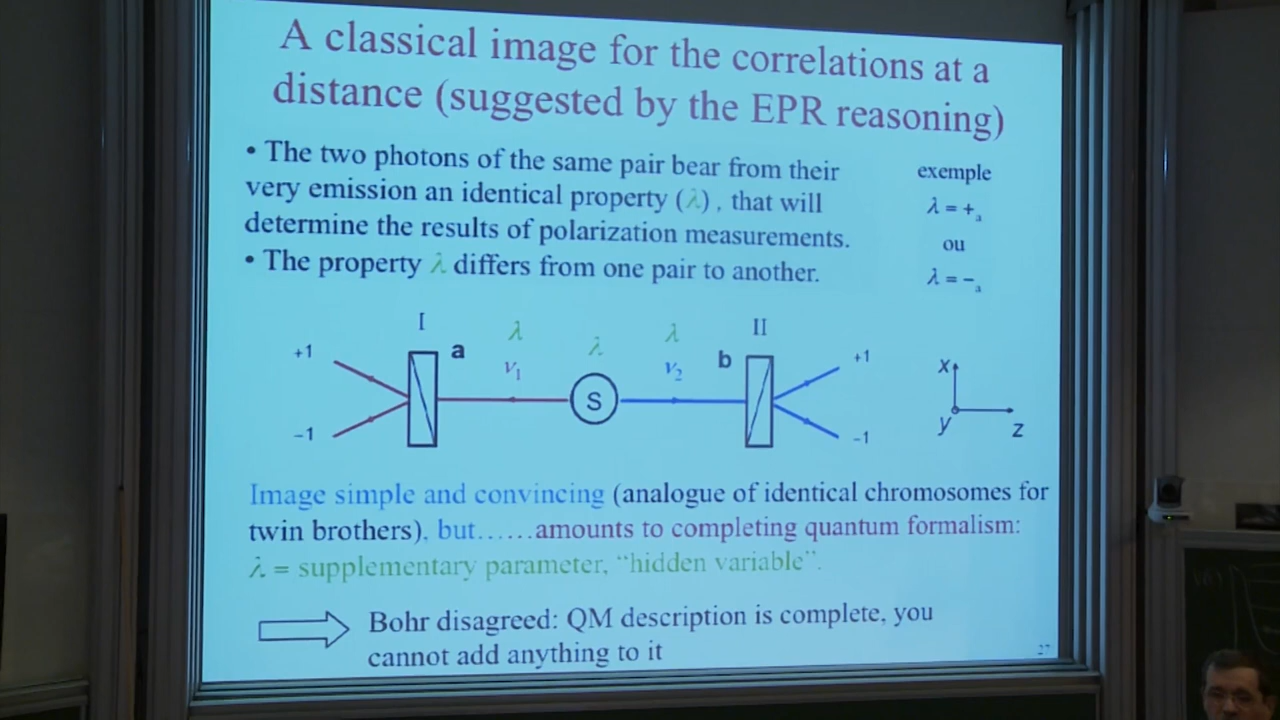 A classical image for the correlations at a
distance (suggested by the EPR reasoning)
• The two photons of the same pair bear from their
very emission an identical property (λ) , that will
determine the results of polarization measurements.
• The property λ differs from one pair to another.
exemple
λ = +a
ou
λ = −a
I
II
+1
a
λ
ν1
λ
S
λ
ν2
b
+1
−1
-1
x
y
z
Image simple and convincing (analogue of identical chromosomes for
twin brothers), but……amounts to completing quantum formalism:
λ = supplementary parameter, “hidden variable”.
Bohr disagreed: QM description is complete, you
cannot add anything to it
27